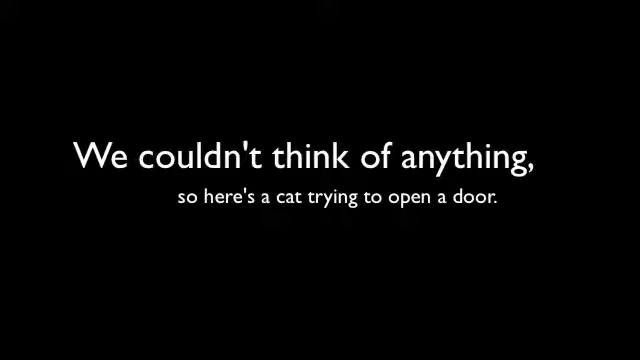 We couldn't think of anything,
so here's a cat trying to open a door.